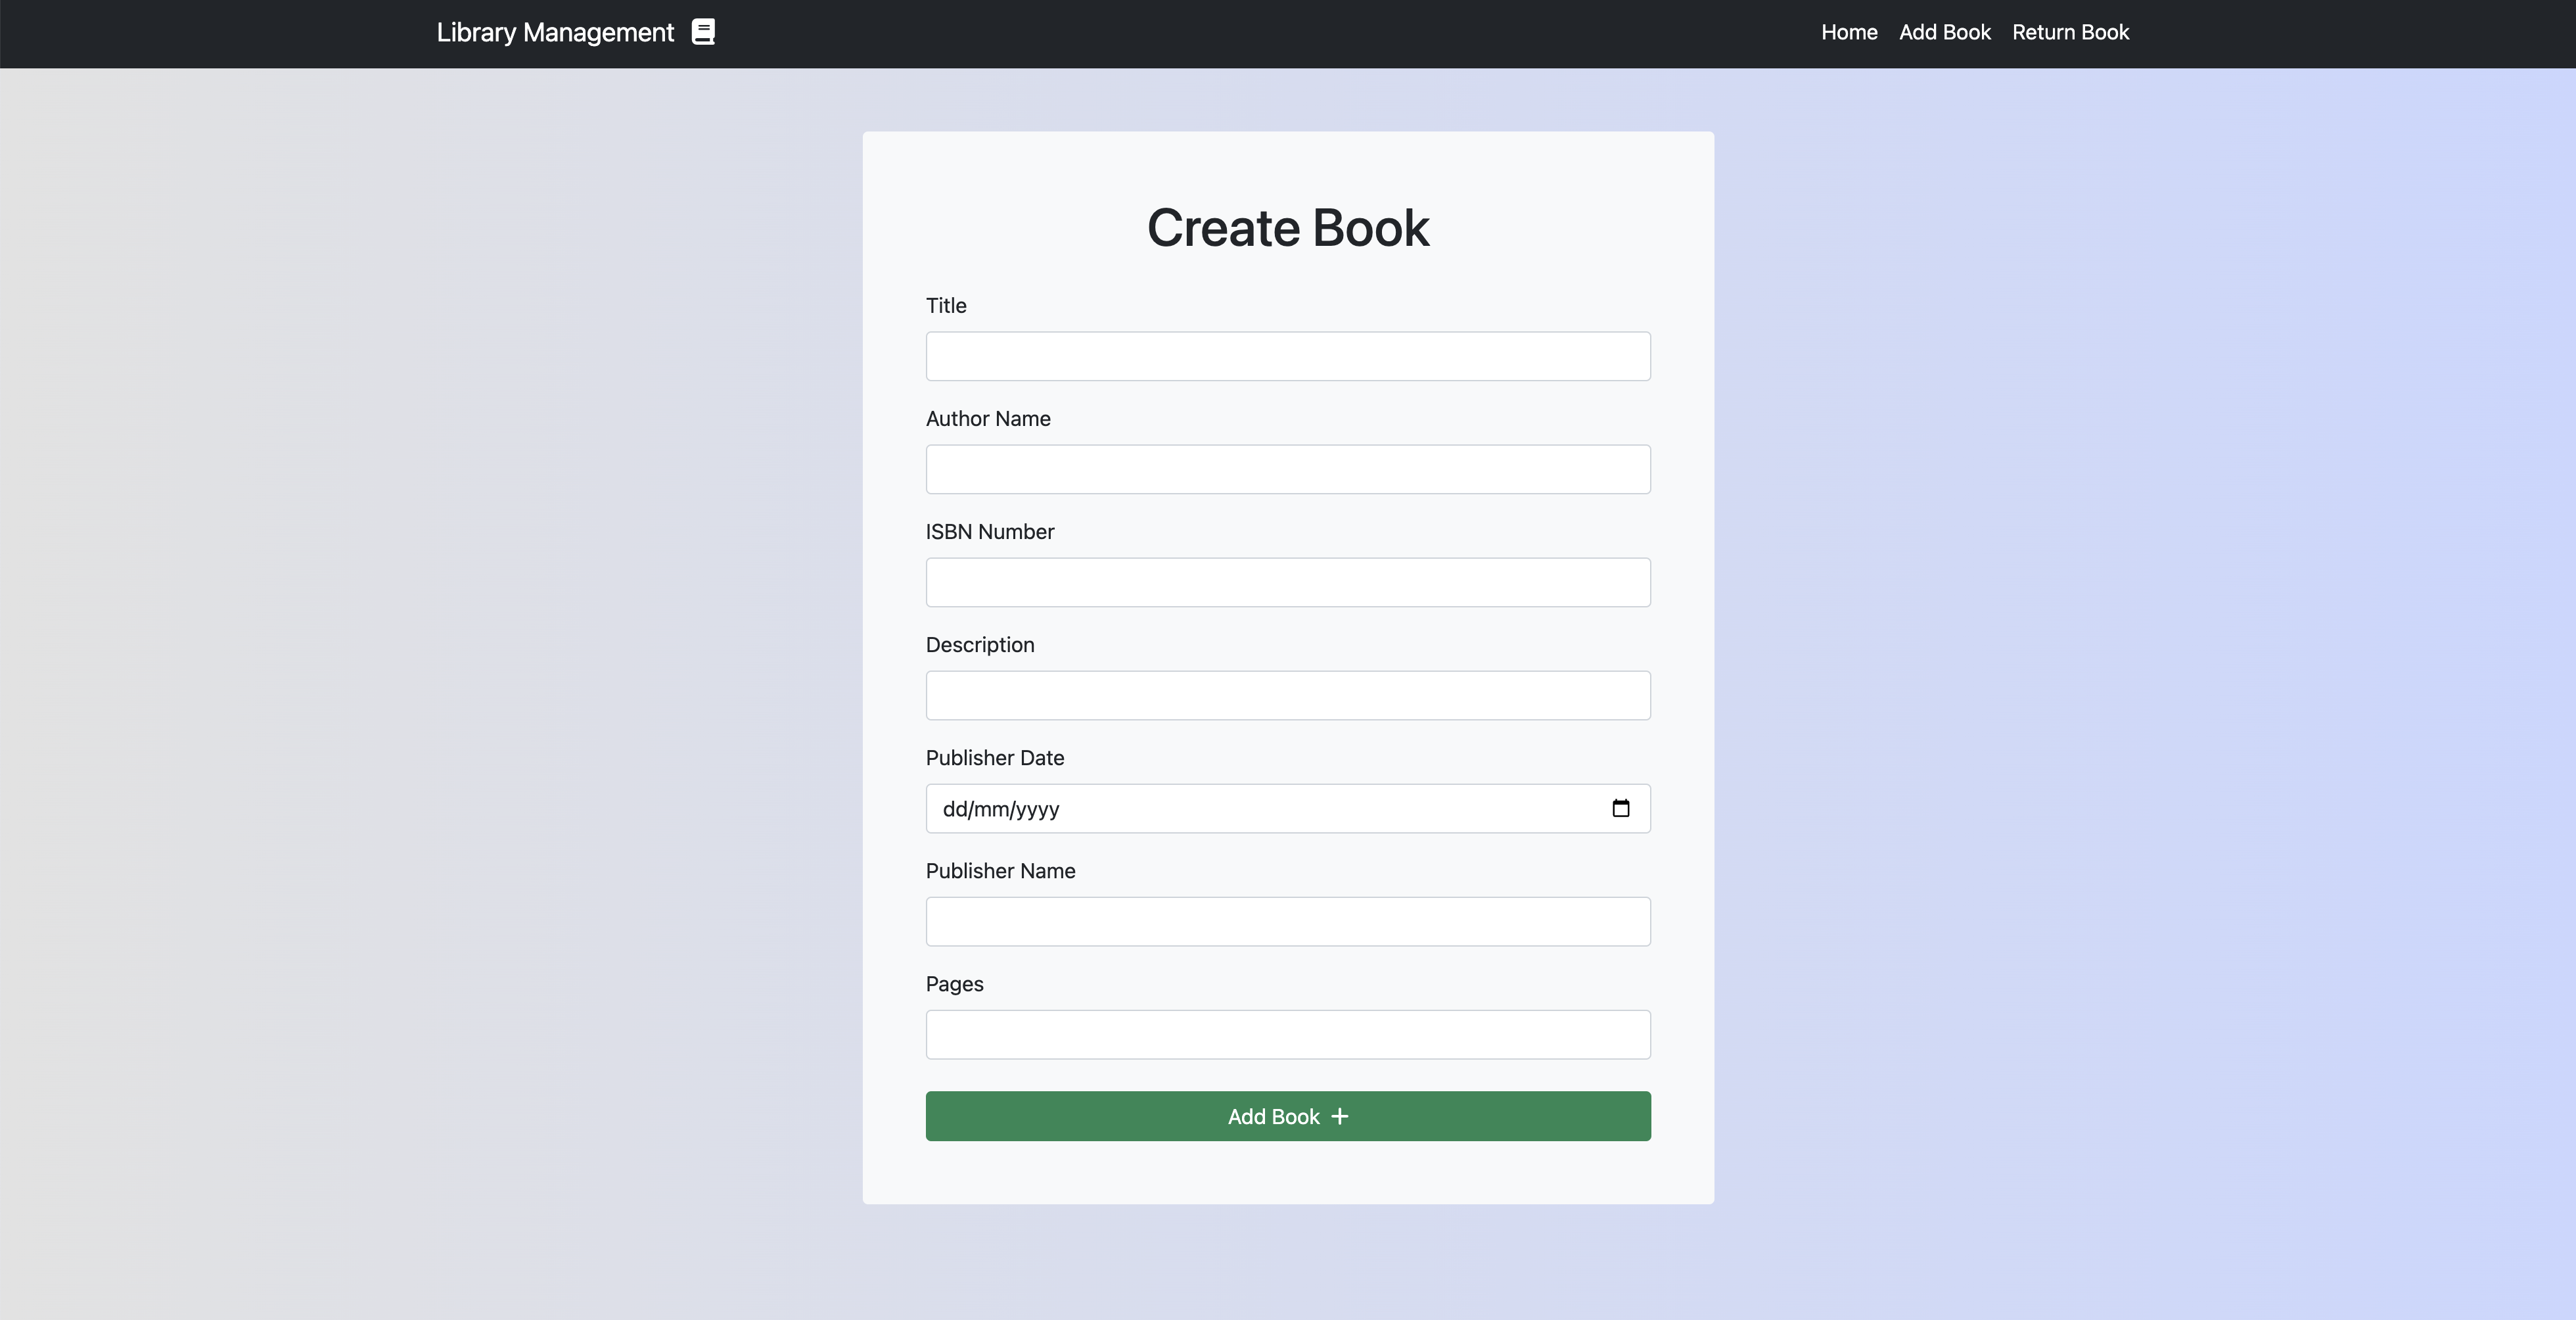 Library Management
Home Add Book Return Book
Create Book
Title
Author Name
ISBN Number
Description
Publisher Date
dd/mm/yyyy
Publisher Name
Pages
Add Book +